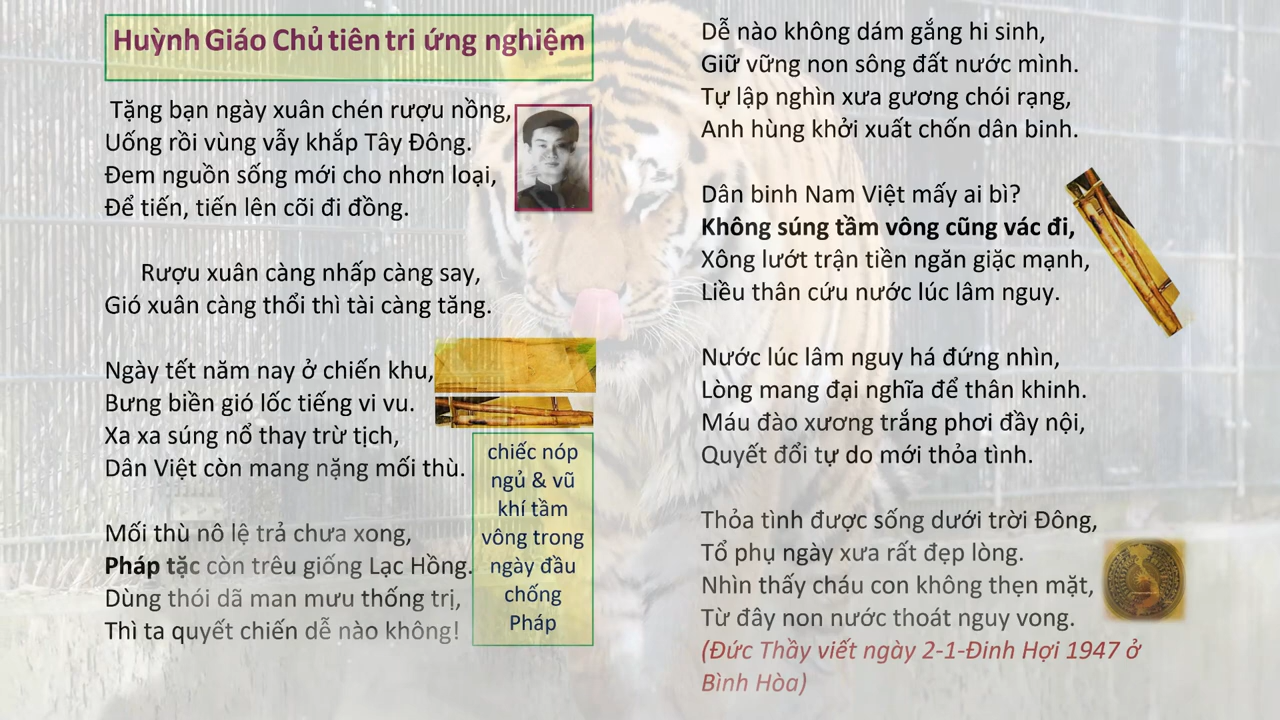 Huỳnh Giáo Chủ tiên tri ứng nghiệm
Tặng bạn ngày xuân chén rượu nồng,
Uống rồi vùng vẫy khắp Tây Đông.
Đem nguồn sống mới cho nhơn loại,
Để tiến, tiến lên cõi đi đồng.
Rượu xuân càng nhấp càng say,
Gió xuân càng thổi thì tài càng tăng.
Ngày tết năm nay ở chiến khu,
Bưng biền gió lốc tiếng vi vu.
Xa xa súng nổ thay trừ tịch,
Dân Việt còn mang nặng mối thù.
Mối thù nô lệ trả chưa xong,
Pháp tặc còn trêu giống Lạc Hồng.
Dùng thói dã man mưu thống trị,
Thì ta quyết chiến dễ nào không!
chiếc nóp
ngủ & vũ
khí tầm
vông trong
ngày đầu
chống
Pháp
Dễ nào không dám gắng hi sinh,
Giữ vững non sông đất nước mình.
Tự lập nghìn xưa gương chói rạng,
Anh hùng khởi xuất chốn dân binh.
Dân binh Nam Việt mấy ai bì?
Không súng tầm vông cũng vác đi,
Xông lướt trận tiền ngăn giặc mạnh,
Liều thân cứu nước lúc lâm nguy.
Nước lúc lâm nguy há đứng nhìn,
Lòng mang đại nghĩa để thân khinh.
Máu đào xương trắng phơi đầy nội,
Quyết đổi tự do mới thỏa tình.
Thỏa tình được sống dưới trời Đông,
Tổ phụ ngày xưa rất đẹp lòng.
Nhìn thấy cháu con không thẹn mặt,
Từ đây non nước thoát nguy vong.
(Đức Thầy viết ngày 2-1-Đinh Hợi 1947 ở
Bình Hòa)